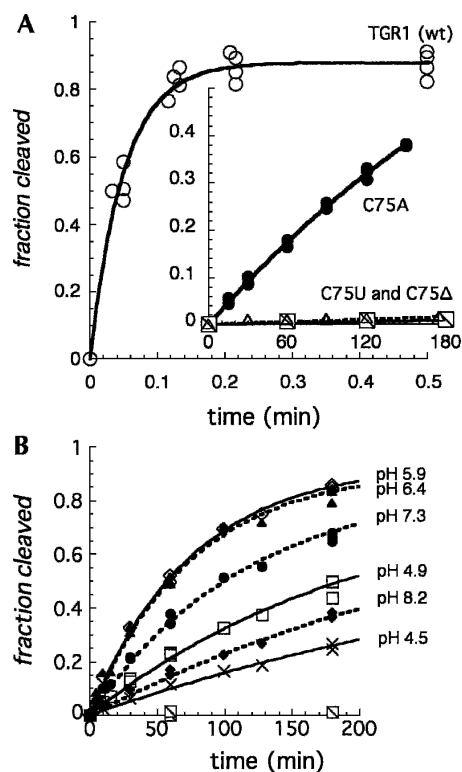 A
TGR1 (wt)
fraction cleaved
1
0.8
0.6
0.4
0.2
0
0.4
0.3
0.2
0.1
0
C75A
C75U and C75Δ
0 60 120 180
0 0.1 0.2 0.3 0.4 0.5
time (min)
B
fraction cleaved
1
0.8
0.6
0.4
0.2
0
pH 5.9
pH 6.4
pH 7.3
pH 4.9
pH 8.2
pH 4.5
0 50 100 150 200
time (min)